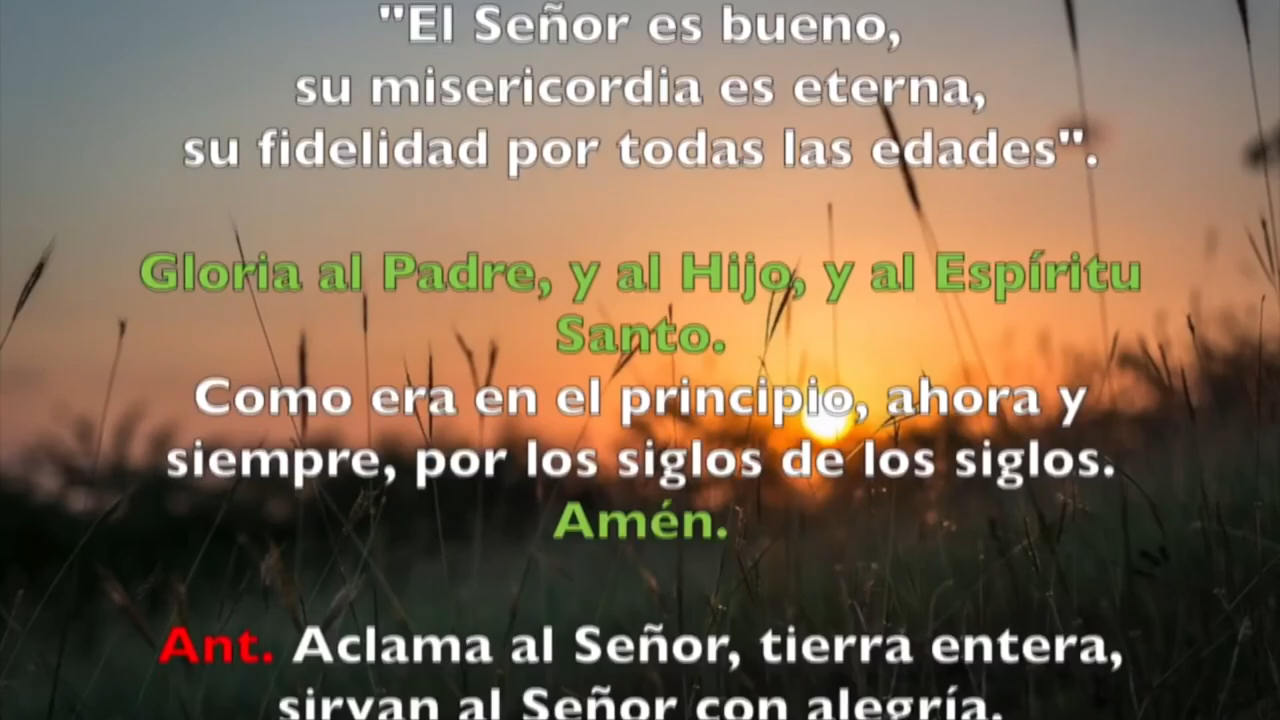 "El Señor es bueno,
su misericordia es eterna,
su fidelidad por todas las edades".
Gloria al Padre, y al Hijo, y al Espíritu
Santo.
Como era en el principio, ahora y
siempre, por los siglos de los siglos.
Amén.
Ant. Aclama al Señor, tierra entera,
sirvan al Señor con alegría.